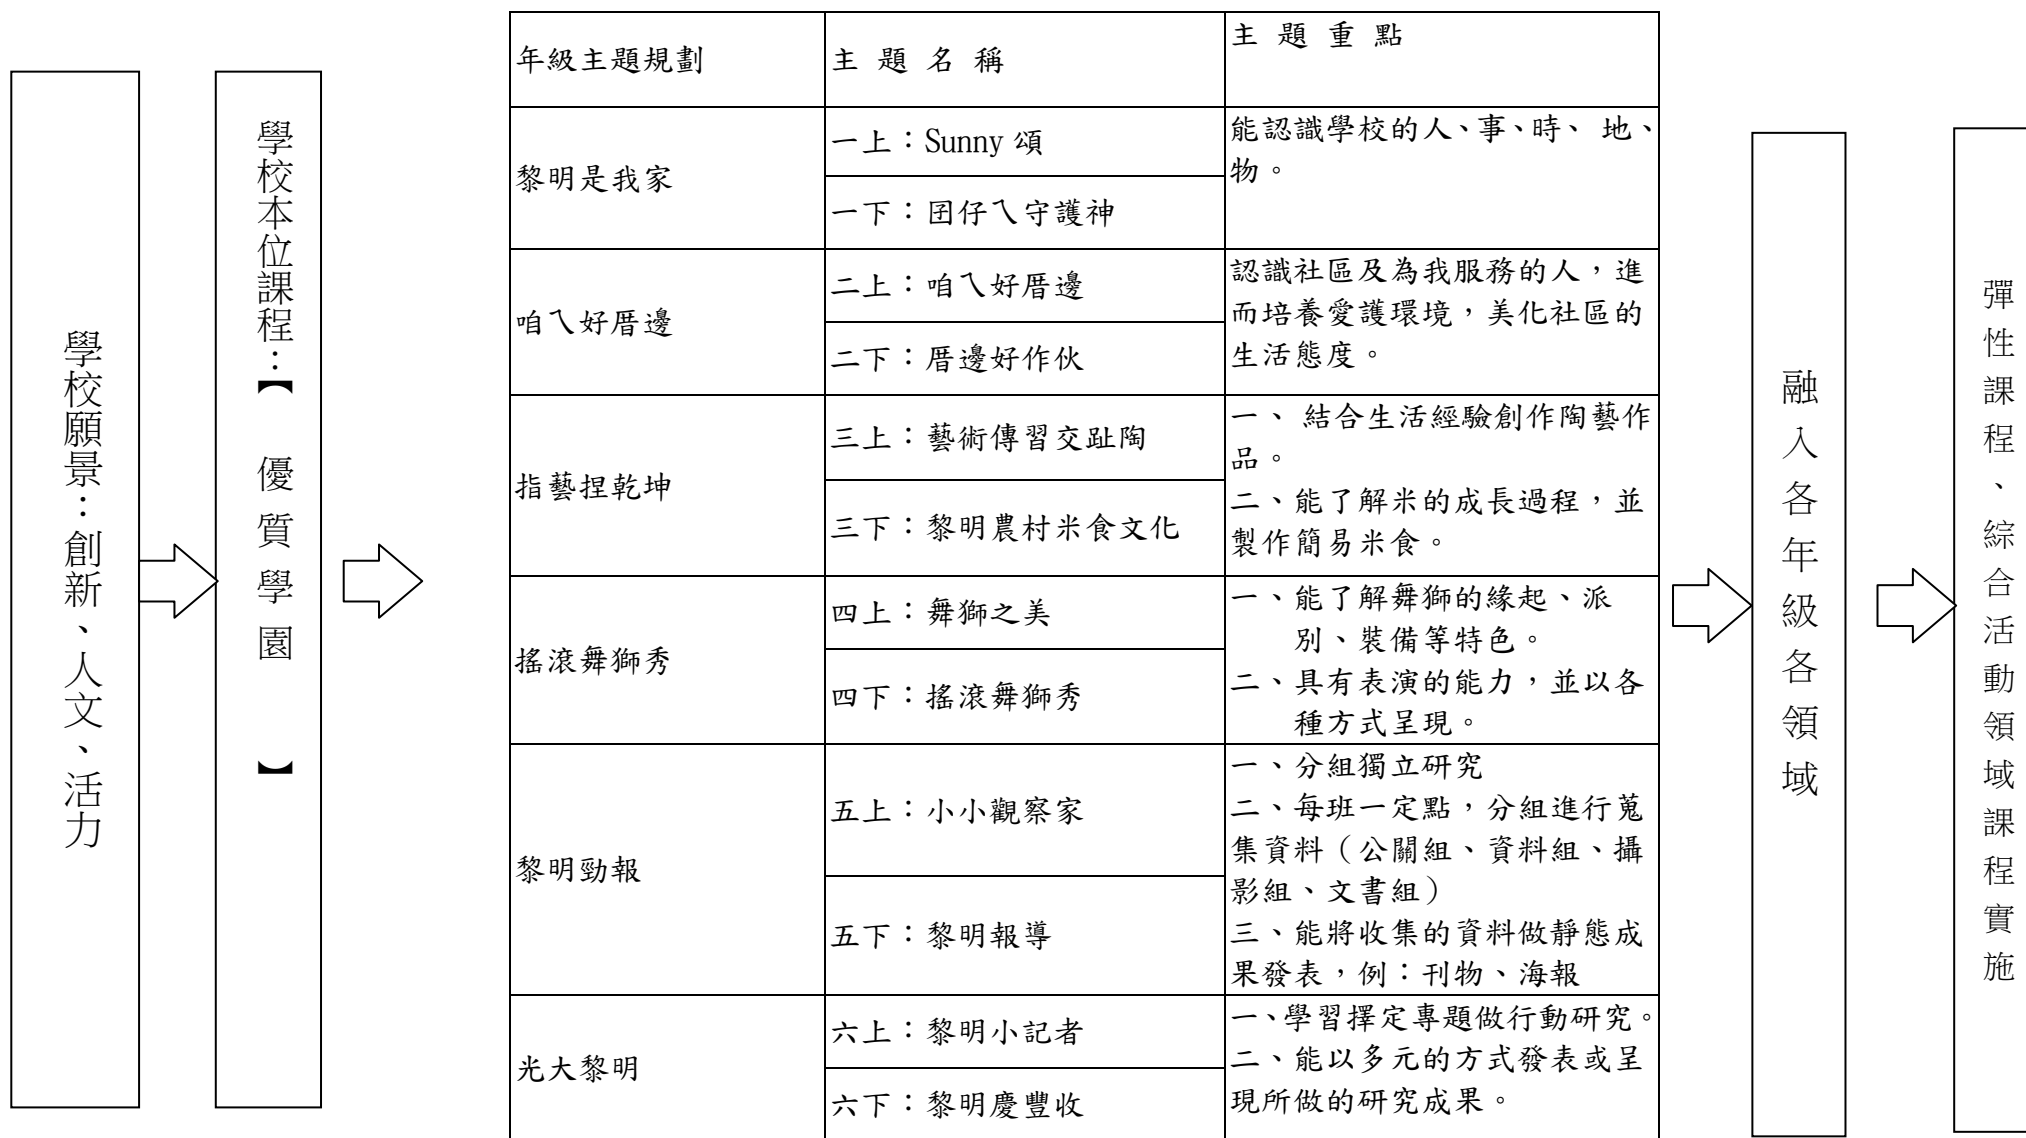 學校願景：創新、人文、活力
學校本位課程：【 優質學園 】
年級主題規劃
主 題 名 稱
主 題 重 點
黎明是我家
一上：Sunny 頌
一下：囝仔ㄟ守護神
能認識學校的人、事、時、 地、
物。
咱ㄟ好厝邊
二上：咱ㄟ好厝邊
二下：厝邊好作伙
認識社區及為我服務的人，進
而培養愛護環境，美化社區的
生活態度。
指藝捏乾坤
三上：藝術傳習交趾陶
三下：黎明農村米食文化
一、 結合生活經驗創作陶藝作
品。
二、能了解米的成長過程，並
製作簡易米食。
搖滾舞獅秀
四上：舞獅之美
四下：搖滾舞獅秀
一、能了解舞獅的緣起、派
別、裝備等特色。
二、具有表演的能力，並以各
種方式呈現。
黎明勁報
五上：小小觀察家
五下：黎明報導
一、分組獨立研究
二、每班一定點，分組進行蒐
集資料（公關組、資料組、攝
影組、文書組）
三、能將收集的資料做靜態成
果發表，例：刊物、海報
光大黎明
六上：黎明小記者
六下：黎明慶豐收
一、學習擇定專題做行動研究。
二、能以多元的方式發表或呈
現所做的研究成果。
融入各年級各領域
彈性課程、綜合活動領域課程實施